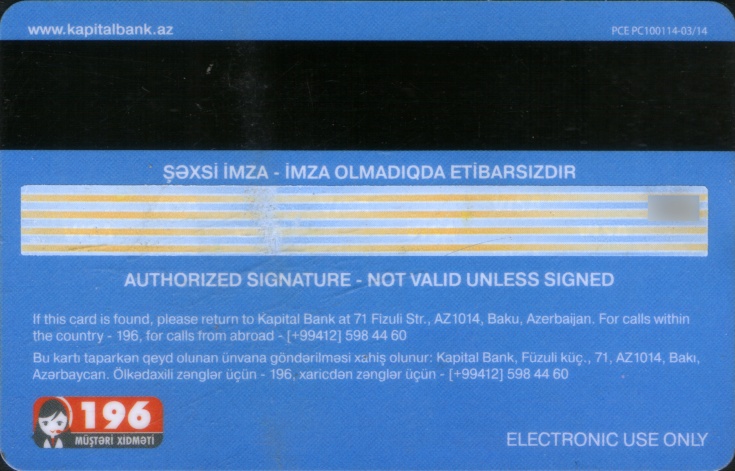 www.kapitalbank.az
PCE PC100114-03/14
ŞƏXSİ İMZA - İMZA OLMADIQDA ETİBARSIZDIR
AUTHORIZED SIGNATURE - NOT VALID UNLESS SIGNED
If this card is found, please return to Kapital Bank at 71 Fizuli Str., AZ1014, Baku, Azerbaijan. For calls within
the country - 196, for calls from abroad - [+99412] 598 44 60
Bu kartı taparkən qeyd olunan ünvana göndərilməsi xahiş olunur: Kapital Bank, Füzuli küç., 71, AZ1014, Bakı,
Azərbaycan. Ölkədaxili zənglər üçün - 196, xaricdən zənglər üçün - [+99412] 598 44 60
196
MÜŞTƏRİ XİDMƏTİ
ELECTRONIC USE ONLY